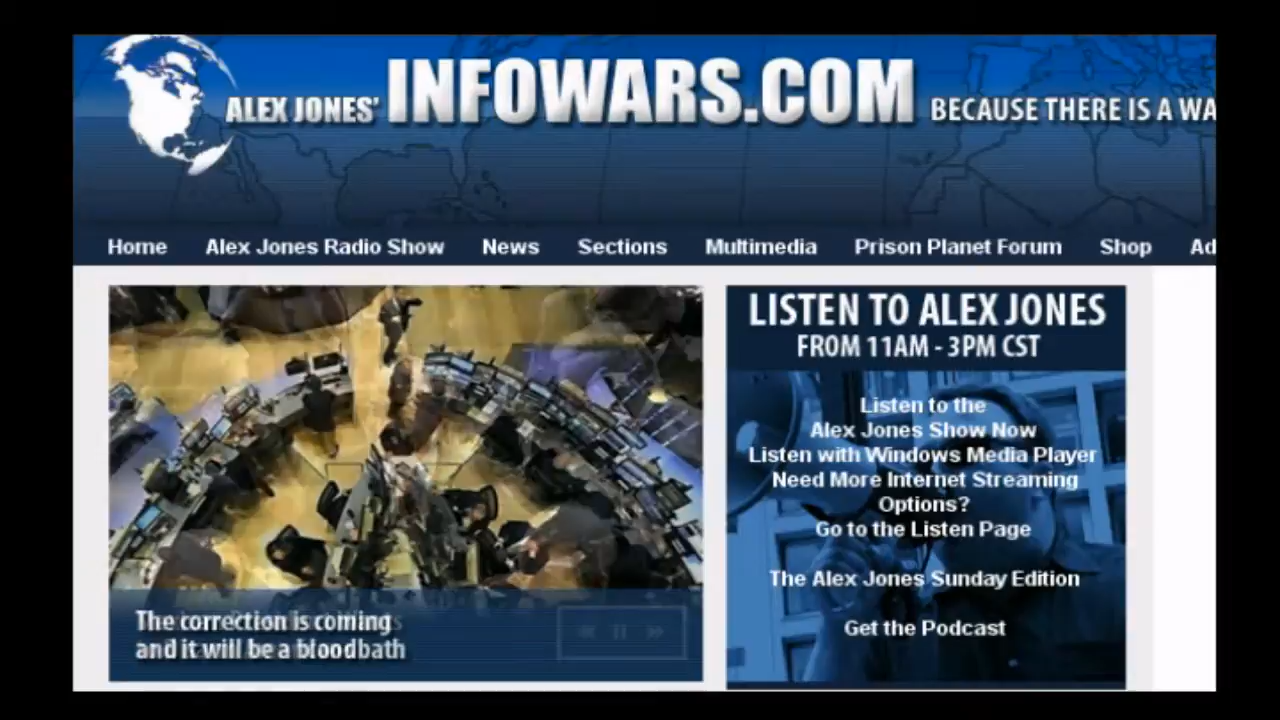 ALEX JONES' INFOWARS.COM BECAUSE THERE IS A WA
Home Alex Jones Radio Show News Sections Multimedia Prison Planet Forum Shop Ad
LISTEN TO ALEX JONES
FROM 11AM - 3PM CST
Listen to the
Alex Jones Show Now
Listen with Windows Media Player
Need More Internet Streaming
Options?
Go to the Listen Page
The Alex Jones Sunday Edition
Get the Podcast
The correction is coming
and it will be a bloodbath